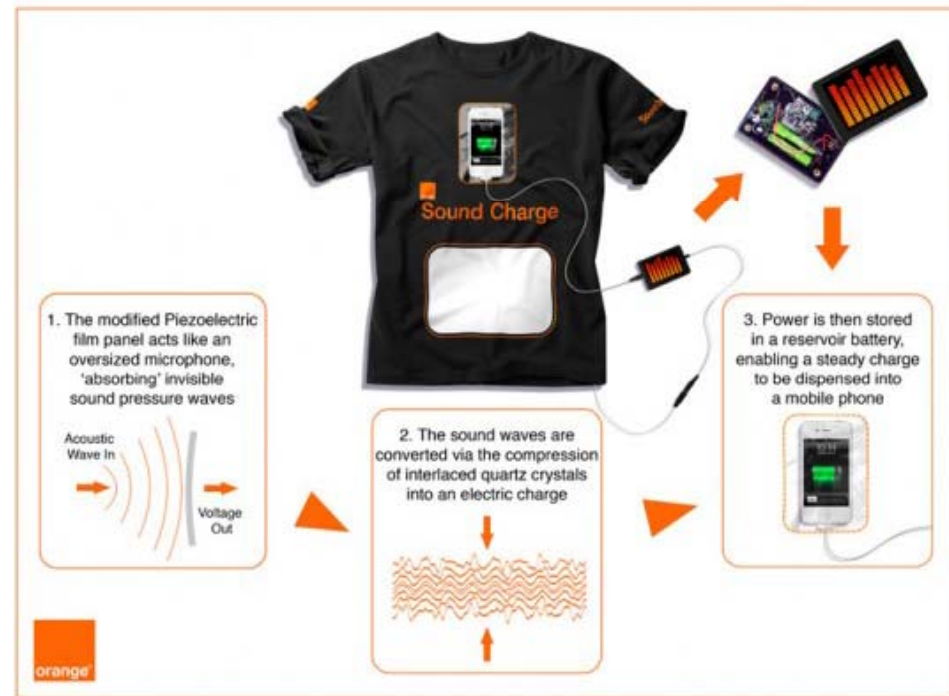 Sound Charge
1. The modified Piezoelectric
film panel acts like an
oversized microphone,
‘absorbing’ invisible
sound pressure waves
Acoustic
Wave In
Voltage
Out
2. The sound waves are
converted via the compression
of interlaced quartz crystals
into an electric charge
3. Power is then stored
in a reservoir battery,
enabling a steady charge
to be dispensed into
a mobile phone
orange